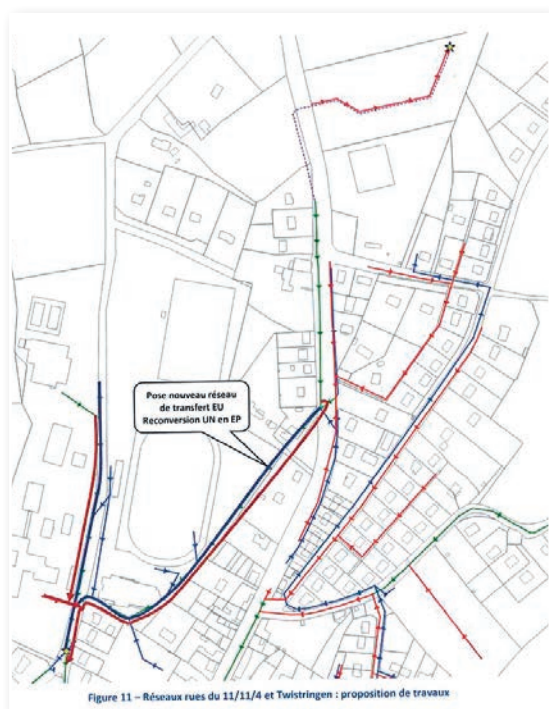 Pose nouveau réseau
de transfert EU
Reconversion UN en EP
Figure 11 – Réseaux rues du 11/11/4 et Twistringen : proposition de travaux